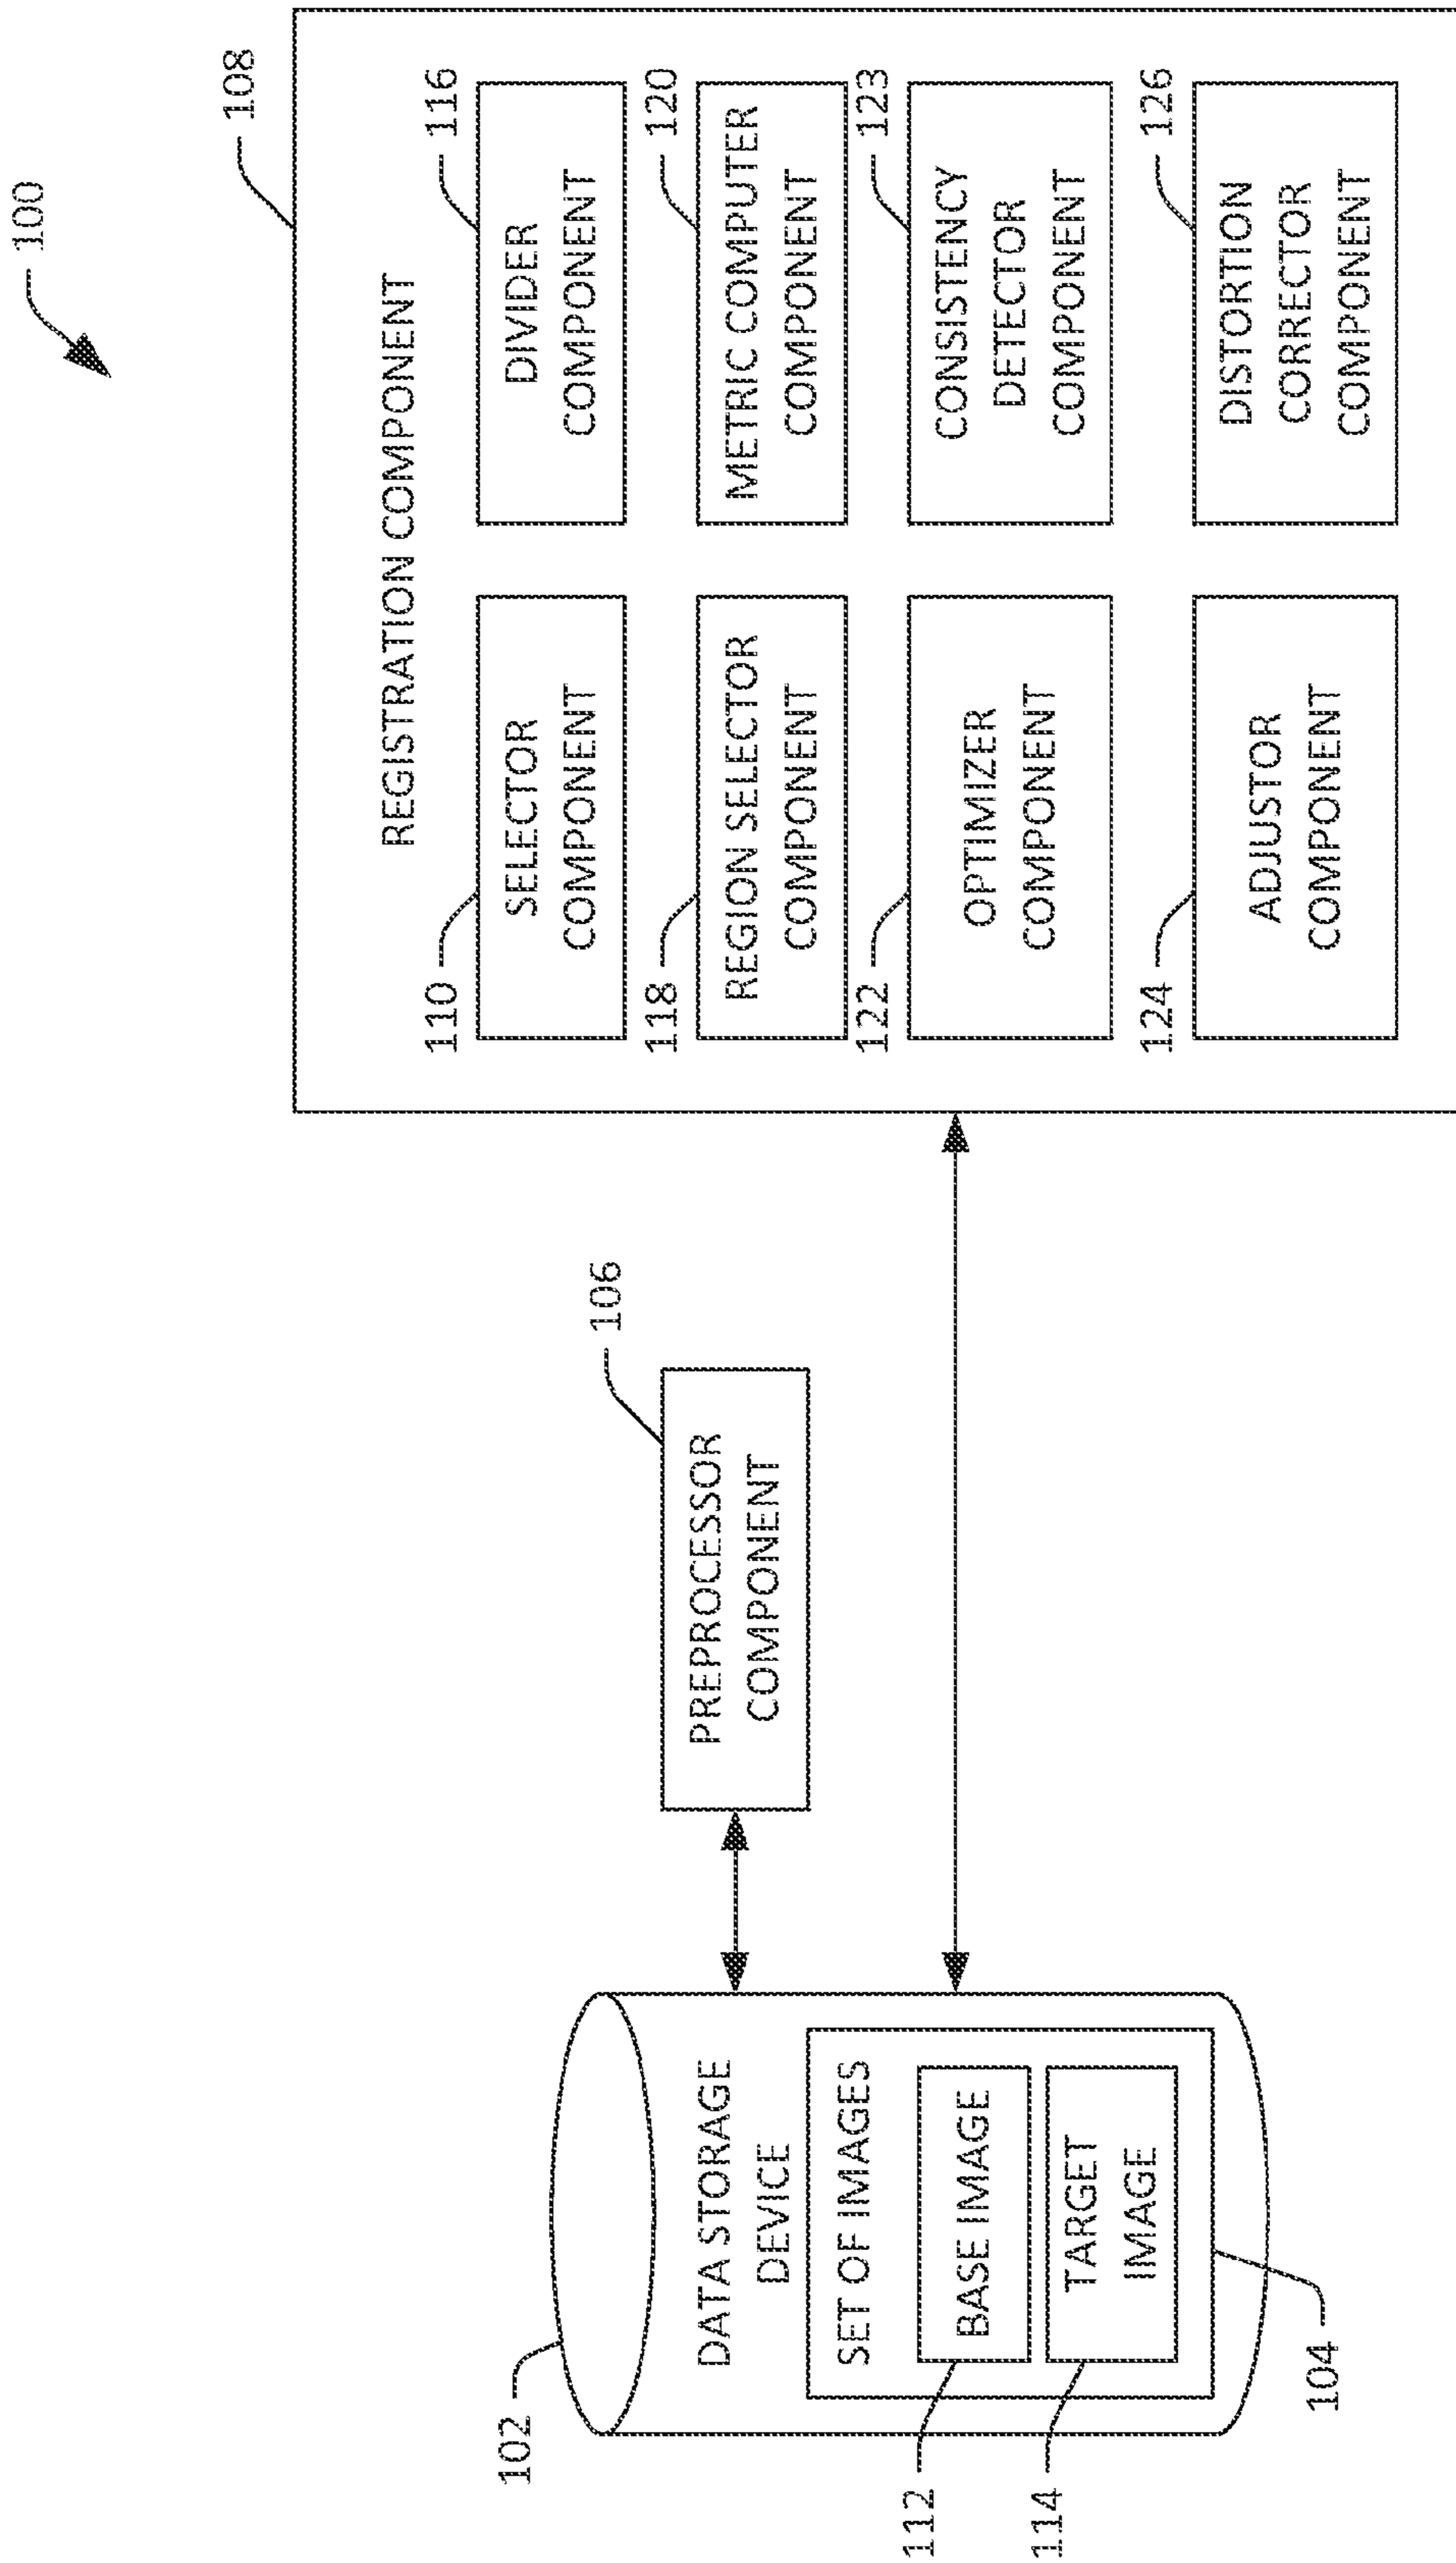 100
108
REGISTRATION COMPONENT
110
SELECTOR
COMPONENT
116
DIVIDER
COMPONENT
118
REGION SELECTOR
COMPONENT
120
METRIC COMPUTER
COMPONENT
122
OPTIMIZER
COMPONENT
123
CONSISTENCY
DETECTOR
COMPONENT
124
ADJUSTOR
COMPONENT
126
DISTORTION
CORRECTOR
COMPONENT
106
PREPROCESSOR
COMPONENT
102
DATA STORAGE
DEVICE
SET OF IMAGES
BASE IMAGE
112
TARGET
IMAGE
114
104